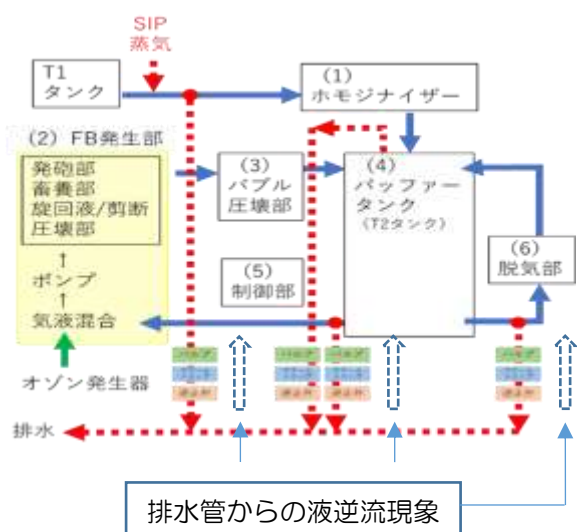 SIP
蒸気
T1
タンク
(1)
ホモジナイザー
(2) FB発生部
発砲部
畜養部
旋回液/剪断
圧壊部
↑
ポンプ
↑
気液混合
オゾン発生器
(3)
バブル
圧壊部
(4)
バッファー
タンク
(T2タンク)
(5)
制御部
(6)
脱気部
排水
排水管からの液逆流現象